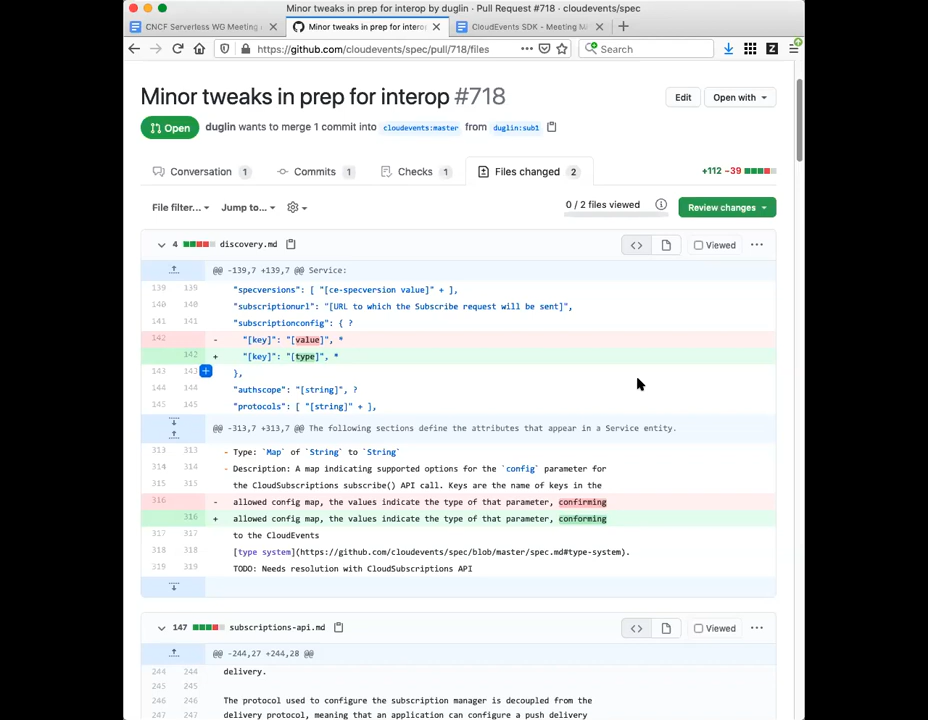 Minor tweaks in prep for interop by duglin · Pull Request #718 · cloudevents/spec
CNCF Serverless WG Meeting
Minor tweaks in prep for interop
CloudEvents SDK - Meeting M
https://github.com/cloudevents/spec/pull/718/files
Search
Minor tweaks in prep for interop #718
Edit
Open with
Open
duglin wants to merge 1 commit into cloudevents:master from duglin:sub1
Conversation 1
Commits 1
Checks 1
Files changed 2
+112 −39
File filter...
Jump to...
0 / 2 files viewed
Review changes
4 discovery.md
Viewed
@@ -139,7 +139,7 @@ Service:
139 139 "specversions": [ "[ce-specversion value]" + ],
140 140 "subscriptionurl": "[URL to which the Subscribe request will be sent]",
141 141 "subscriptionconfig": { ?
142 - "[key]": "[value]", *
142 + "[key]": "[type]", *
143 143 },
144 144 "authscope": "[string]", ?
145 145 "protocols": [ "[string]" + ],
@@ -313,7 +313,7 @@ The following sections define the attributes that appear in a Service entity.
313 313 - Type: `Map` of `String` to `String`
314 314 - Description: A map indicating supported options for the `config` parameter for
315 315 the CloudSubscriptions subscribe() API call. Keys are the name of keys in the
316 - allowed config map, the values indicate the type of that parameter, confirming
316 + allowed config map, the values indicate the type of that parameter, conforming
317 317 to the CloudEvents
318 318 [type system](https://github.com/cloudevents/spec/blob/master/spec.md#type-system).
319 319 TODO: Needs resolution with CloudSubscriptions API
147 subscriptions-api.md
Viewed
@@ -244,27 +244,28 @@
244 244 delivery.
245 245
246 246 The protocol used to configure the subscription manager is decoupled from the
247 247 delivery protocol, meaning that an application can configure a push delivery